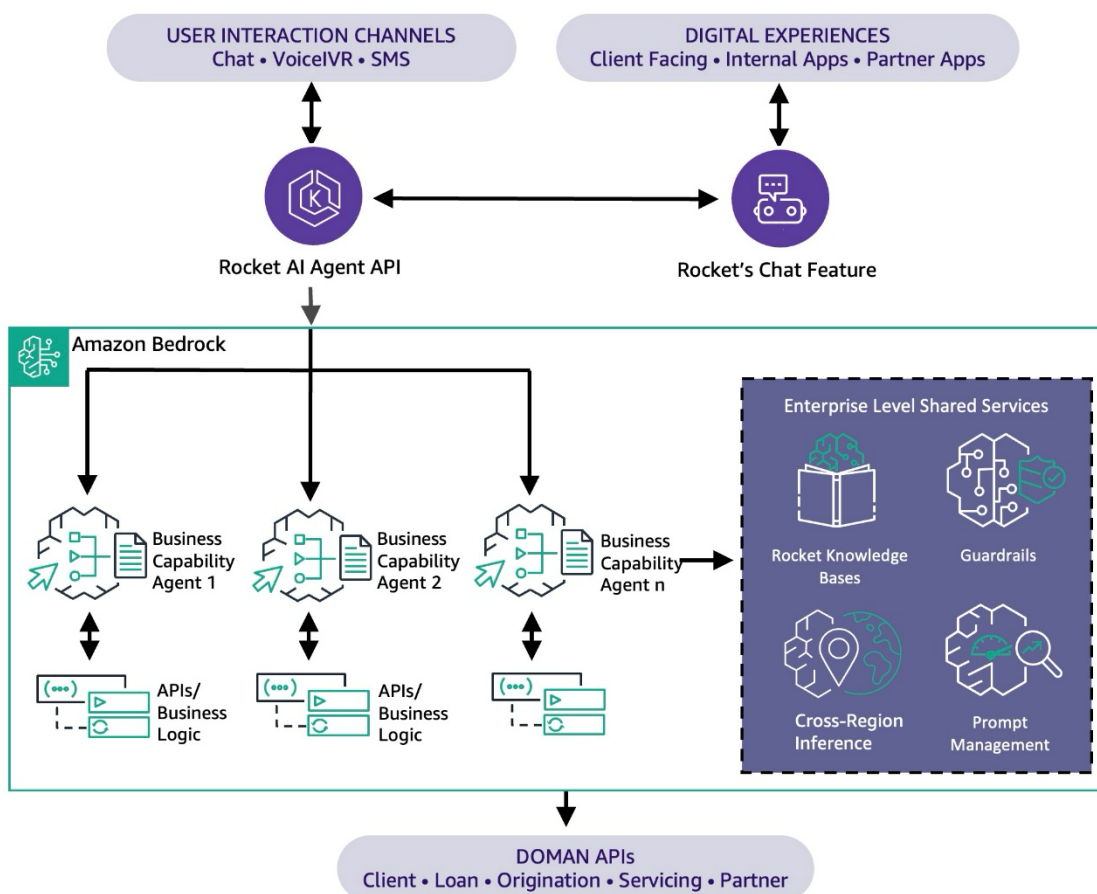 USER INTERACTION CHANNELS
Chat • VoiceIVR • SMS
DIGITAL EXPERIENCES
Client Facing • Internal Apps • Partner Apps
K
Rocket AI Agent API
Rocket's Chat Feature
Amazon Bedrock
Business
Capability
Agent 1
Business
Capability
Agent 2
Business
Capability
Agent n
APIs/
Business
Logic
APIs/
Business
Logic
Enterprise Level Shared Services
Rocket Knowledge
Bases
Guardrails
Cross-Region
Inference
Prompt
Management
DOMAN APIs
Client • Loan • Origination • Servicing • Partner